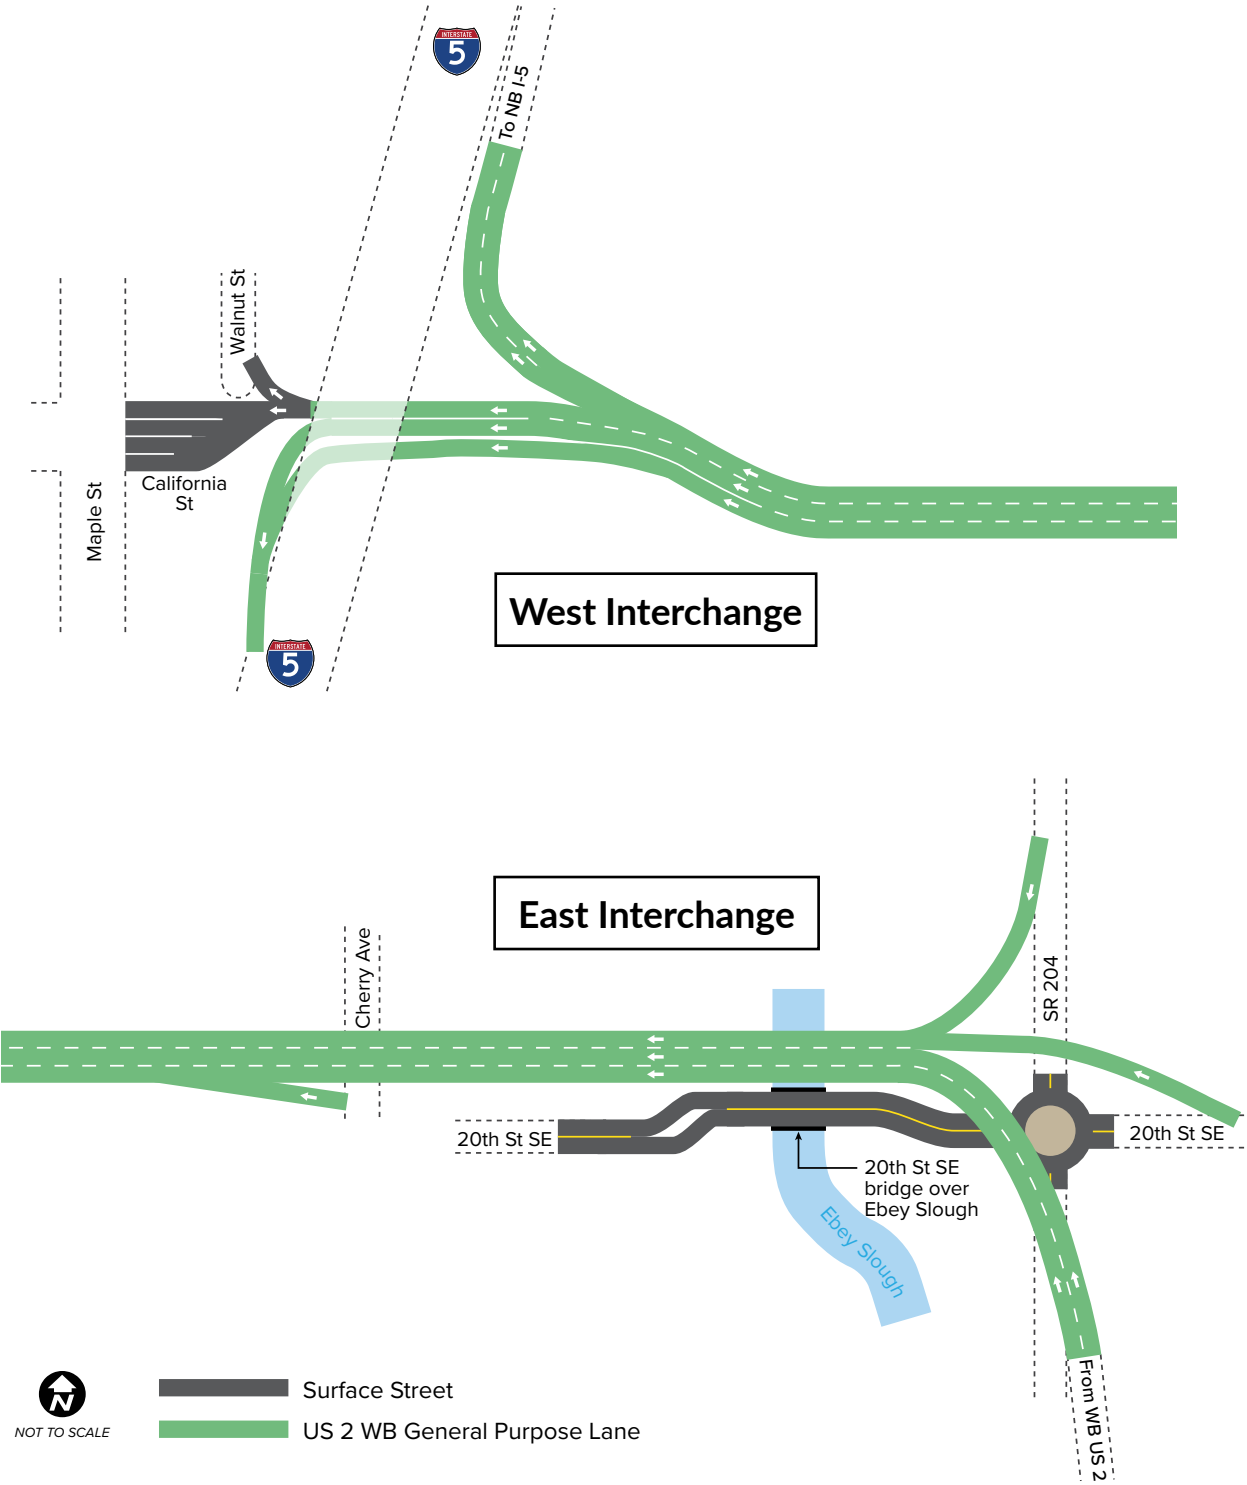 INTERSTATE
5
To NB I-5
Walnut St
California
St
Maple St
West Interchange
INTERSTATE
5
East Interchange
Cherry Ave
SR 204
20th St SE
20th St SE
20th St SE
bridge over
Ebey Slough
Ebey Slough
From WB US 2
N
NOT TO SCALE
Surface Street
US 2 WB General Purpose Lane